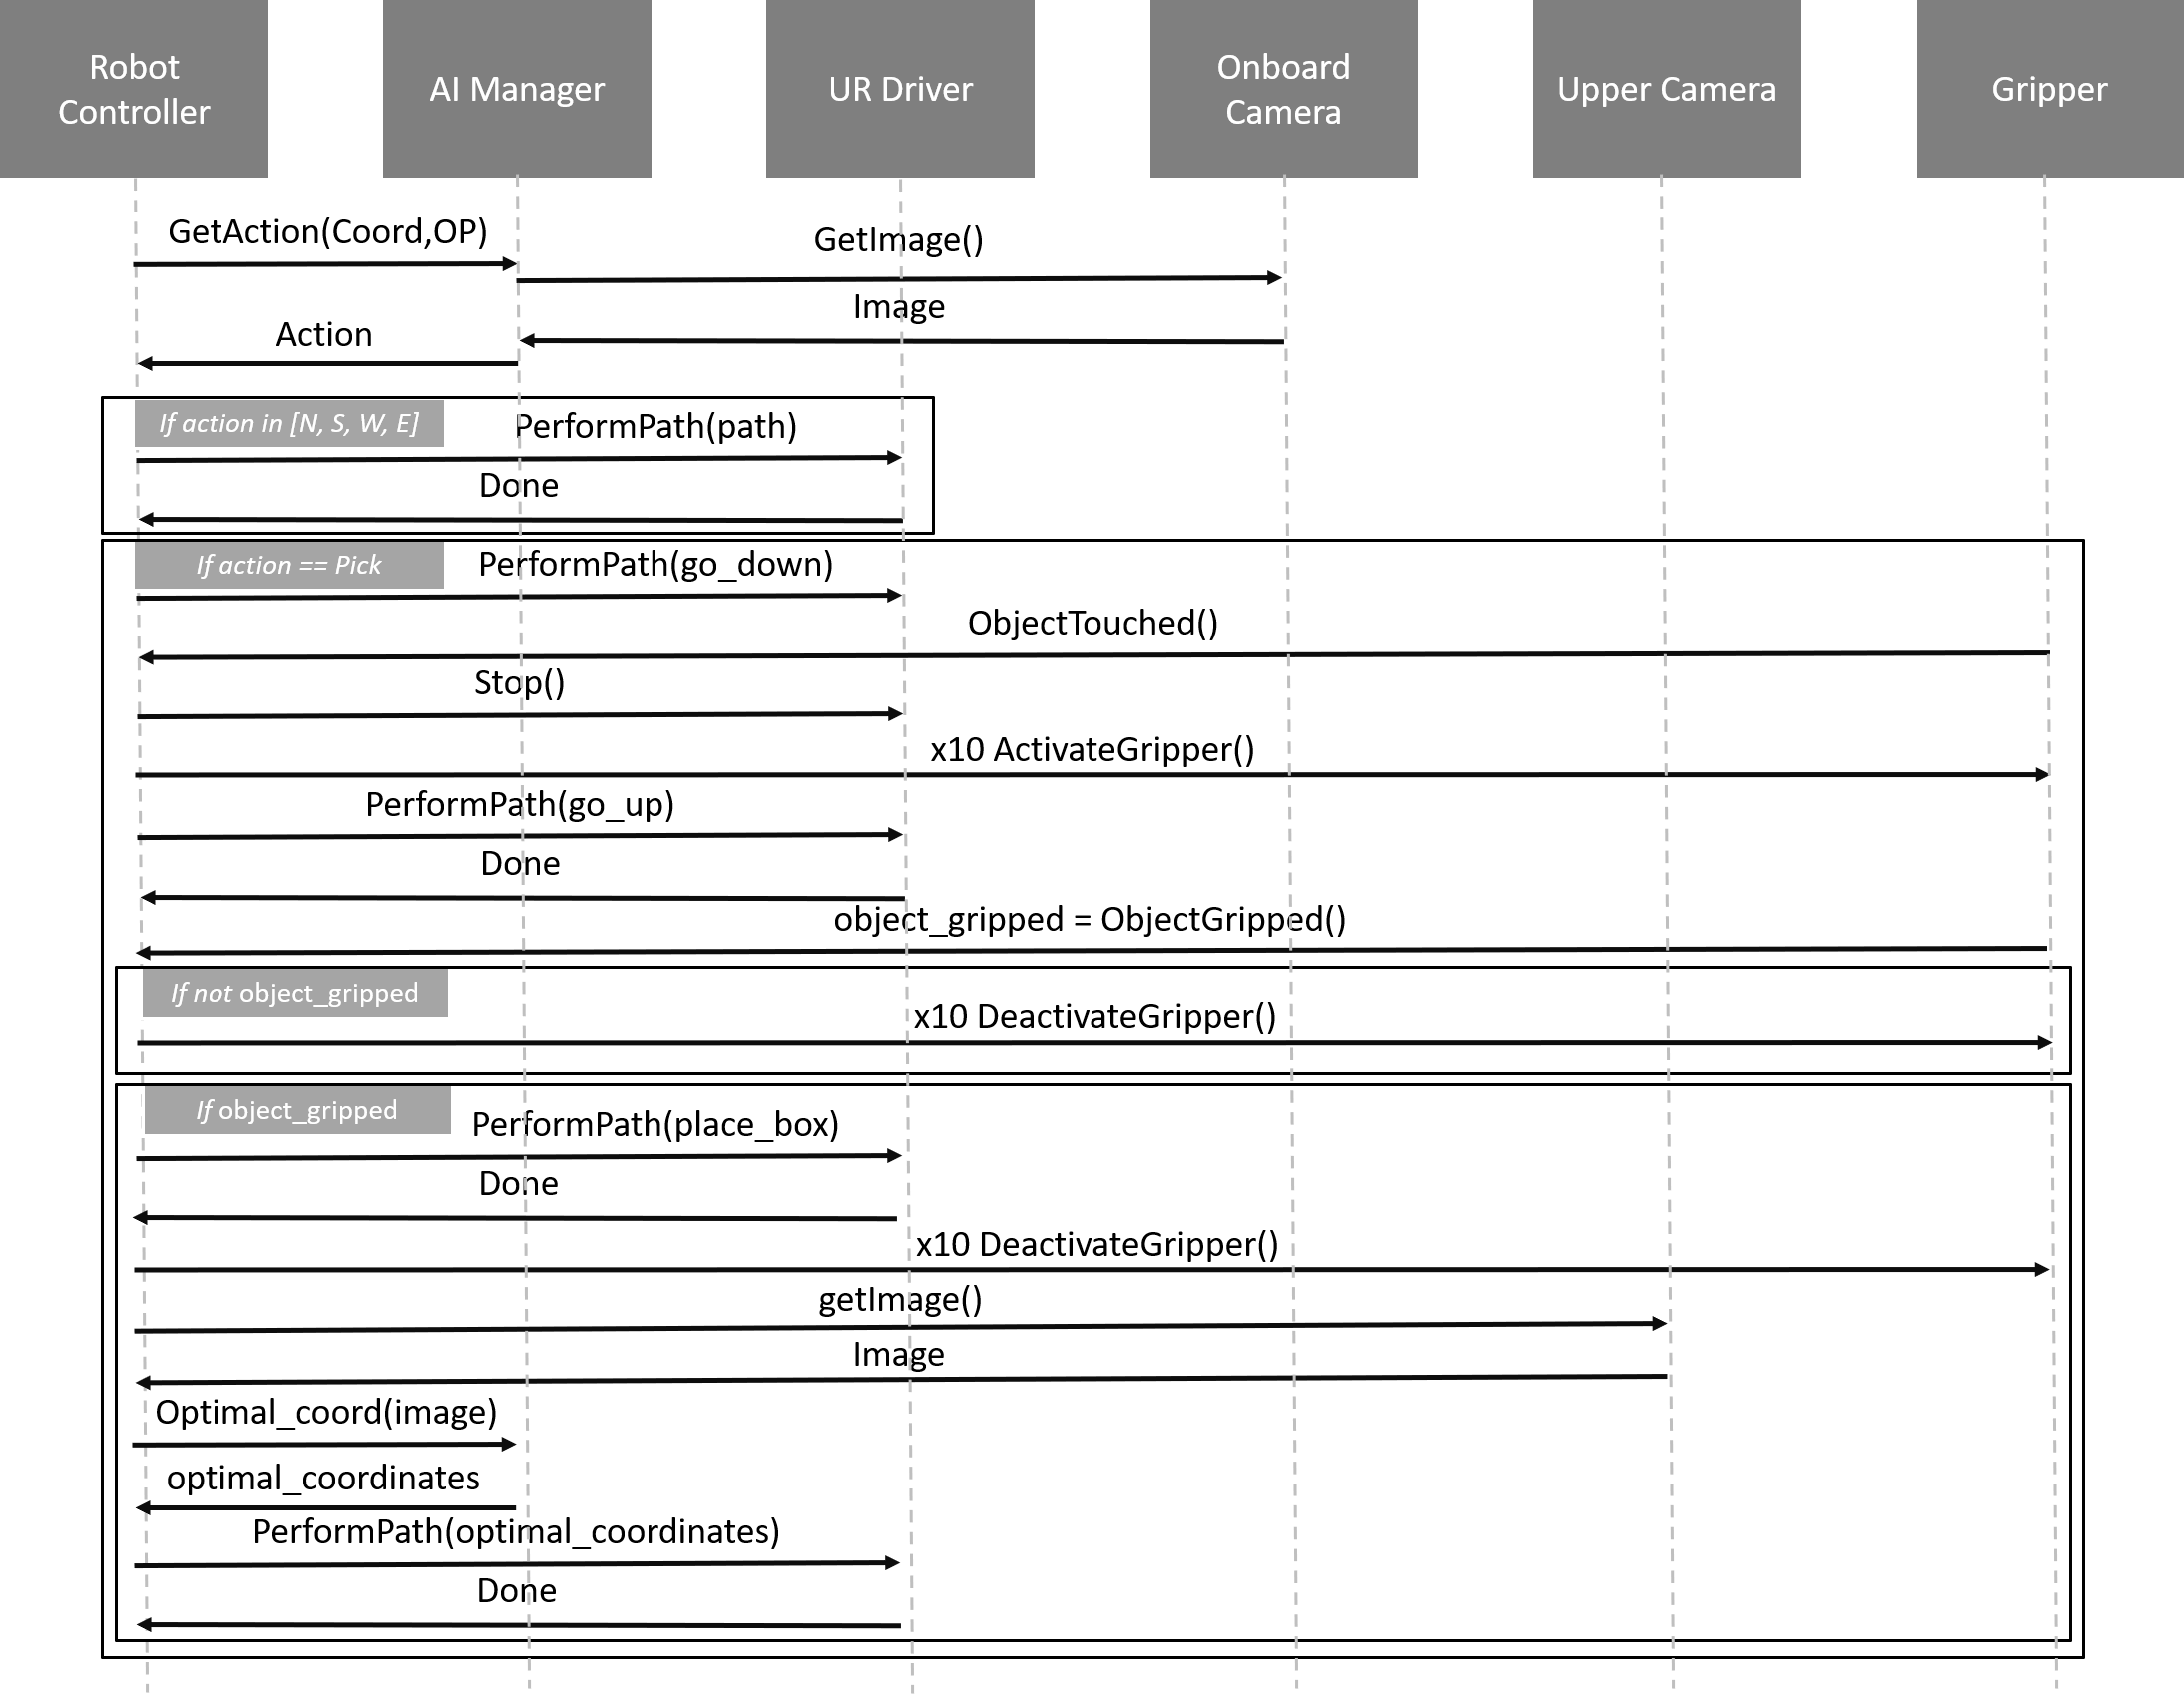 Robot
Controller
AI Manager
UR Driver
Onboard
Camera
Upper Camera
Gripper
GetAction(Coord,OP)
GetImage()
Image
Action
If action in [N, S, W, E]
PerformPath(path)
Done
If action == Pick
PerformPath(go_down)
ObjectTouched()
Stop()
x10 ActivateGripper()
PerformPath(go_up)
Done
object_gripped = ObjectGripped()
If not object_gripped
x10 DeactivateGripper()
If object_gripped
PerformPath(place_box)
Done
x10 DeactivateGripper()
getImage()
Image
Optimal_coord(image)
optimal_coordinates
PerformPath(optimal_coordinates)
Done